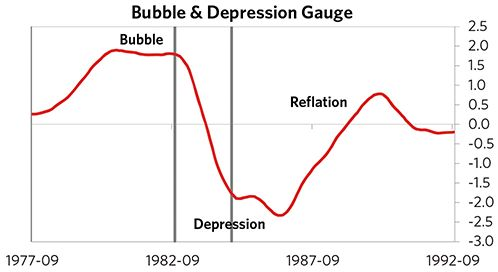 Bubble & Depression Gauge
Bubble
Reflation
Depression
2.5
2.0
1.5
1.0
0.5
0.0
-0.5
-1.0
-1.5
-2.0
-2.5
-3.0
1977-09 1982-09 1987-09 1992-09